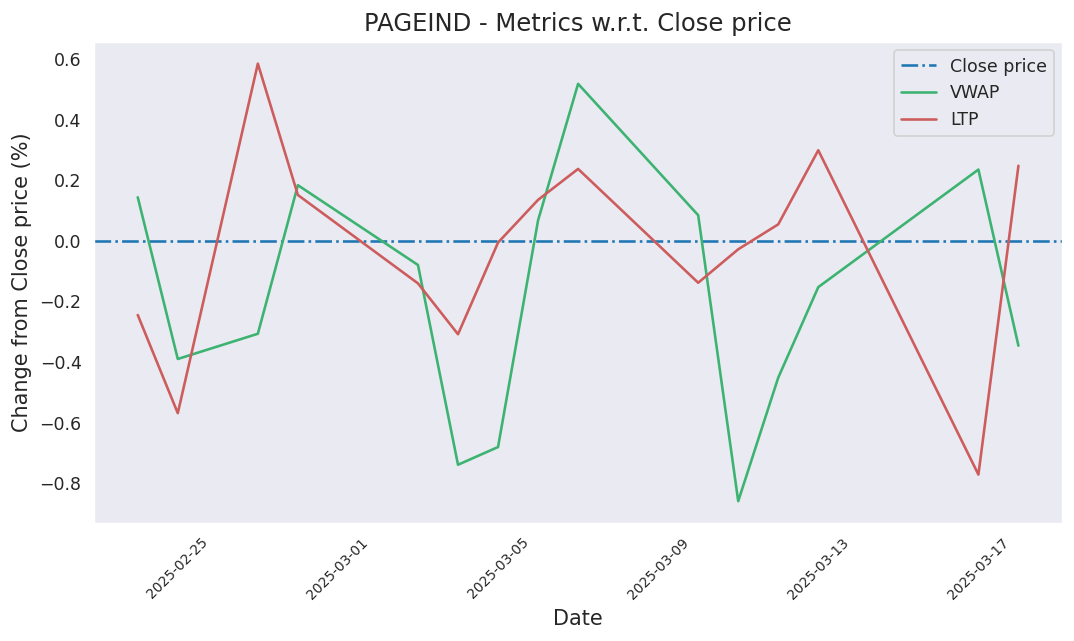 PAGEIND - Metrics w.r.t. Close price
Close price
VWAP
LTP
Change from Close price (%)
0.6
0.4
0.2
0.0
−0.2
−0.4
−0.6
−0.8
2025-02-25
2025-03-01
2025-03-05
2025-03-09
2025-03-13
2025-03-17
Date